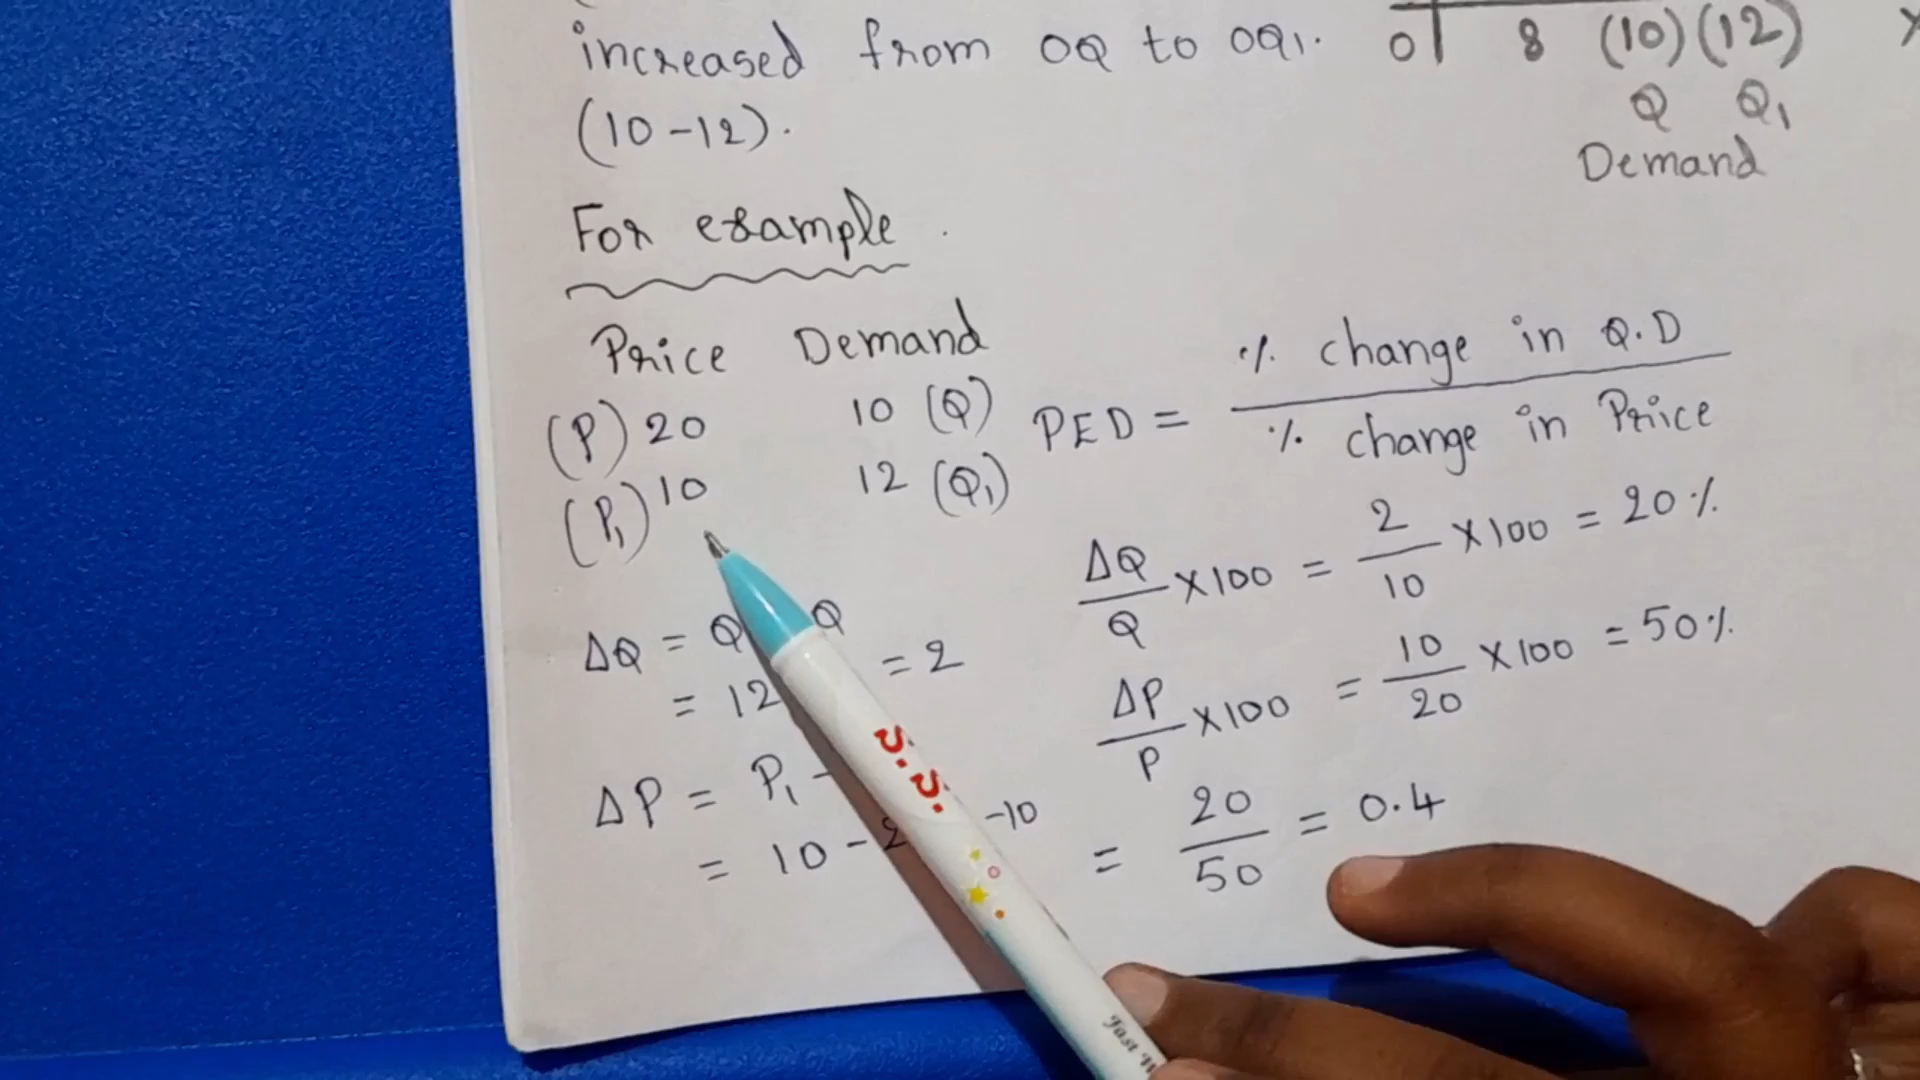 increased from OQ to OQ1.
(10-12).
0 8 (10) (12) X
Q Q1
Demand
For example.
Price Demand
(P) 20 10 (Q)
(P1) 10 12 (Q1)
PED = % change in Q.D
% change in Price
ΔQ = Q Q
= 12 = 2
ΔP = P1 -
= 10 - 2 -10
ΔQ/Q X100 = 2/10 X100 = 20%
ΔP/P X100 = 10/20 X100 = 50%
= 20/50 = 0.4